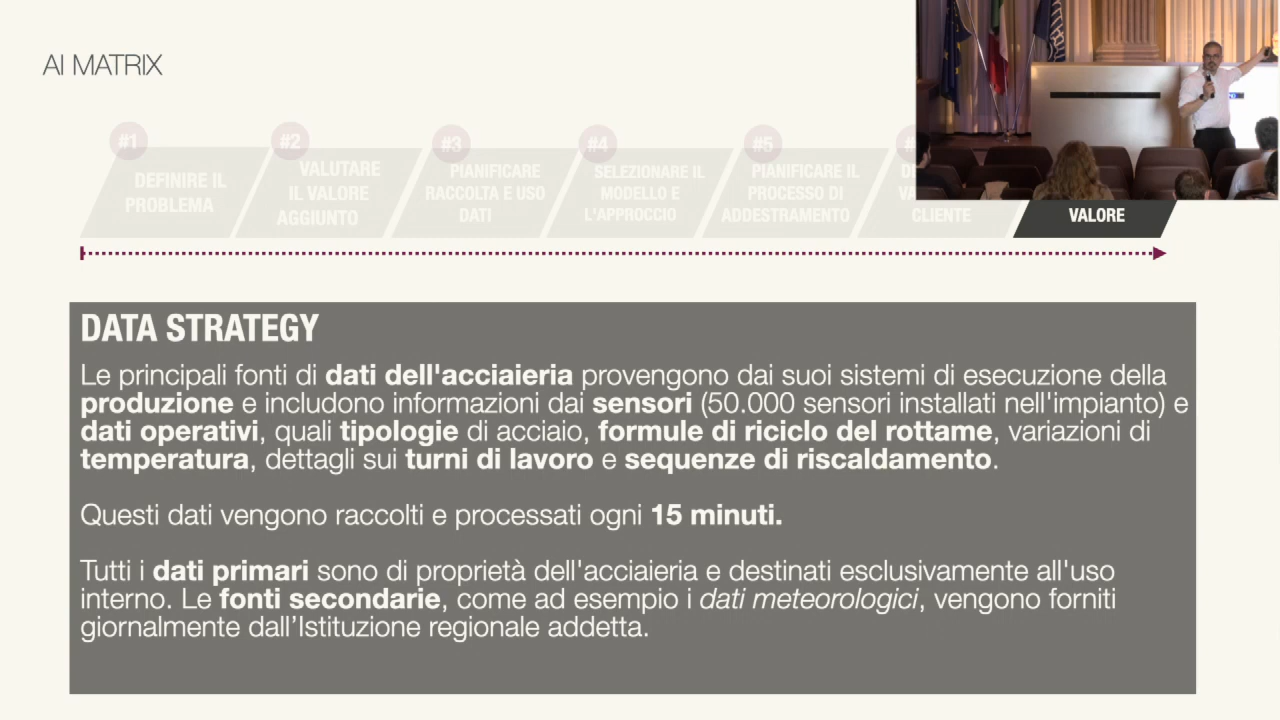 AI MATRIX
#1
#2
#3
#4
#5
DEFINIRE IL
PROBLEMA
VALUTARE
IL VALORE
AGGIUNTO
PIANIFICARE
RACCOLTA E USO
DATI
SELEZIONARE IL
MODELLO E
L'APPROCCIO
PIANIFICARE IL
PROCESSO DI
ADDESTRAMENTO
CLIENTE
VALORE
DATA STRATEGY
Le principali fonti di dati dell'acciaieria provengono dai suoi sistemi di esecuzione della
produzione e includono informazioni dai sensori (50.000 sensori installati nell'impianto) e
dati operativi, quali tipologie di acciaio, formule di riciclo del rottame, variazioni di
temperatura, dettagli sui turni di lavoro e sequenze di riscaldamento.
Questi dati vengono raccolti e processati ogni 15 minuti.
Tutti i dati primari sono di proprietà dell'acciaieria e destinati esclusivamente all'uso
interno. Le fonti secondarie, come ad esempio i dati meteorologici, vengono forniti
giornalmente dall’Istituzione regionale addetta.